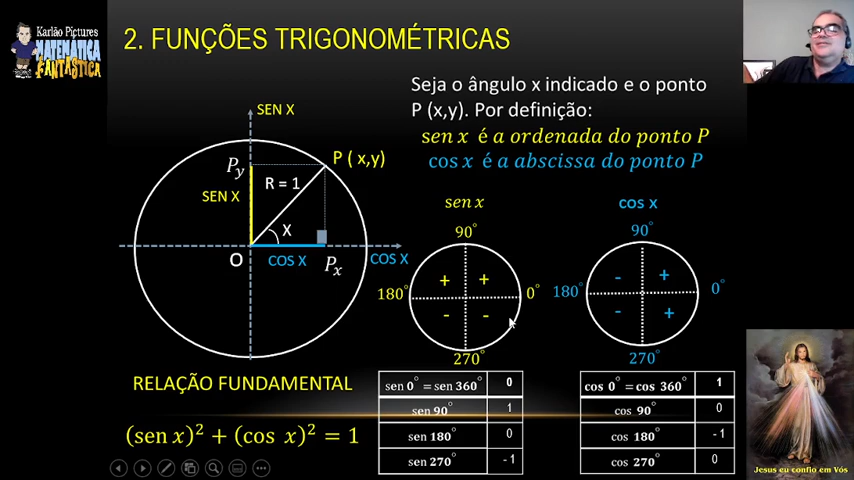 Karlão Pictures
MATEMÁTICA
FANTÁSTICA
2. FUNÇÕES TRIGONOMÉTRICAS
Seja o ângulo x indicado e o ponto
P (x,y). Por definição:
sen x é a ordenada do ponto P
cos x é a abscissa do ponto P
SEN X
P ( x,y)
Py
R = 1
SEN X
X
O
COS X
Px
COS X
sen x
90°
+ +
180°
0°
- -
270°
COS X
90°
- +
180°
0°
- +
270°
RELAÇÃO FUNDAMENTAL
(sen x)² + (cos x)² = 1
sen 0° = sen 360° 0
sen 90° 1
sen 180° 0
sen 270° - 1
cos 0° = cos 360° 1
cos 90° 0
cos 180° - 1
cos 270° 0
Jesus eu confio em Vós